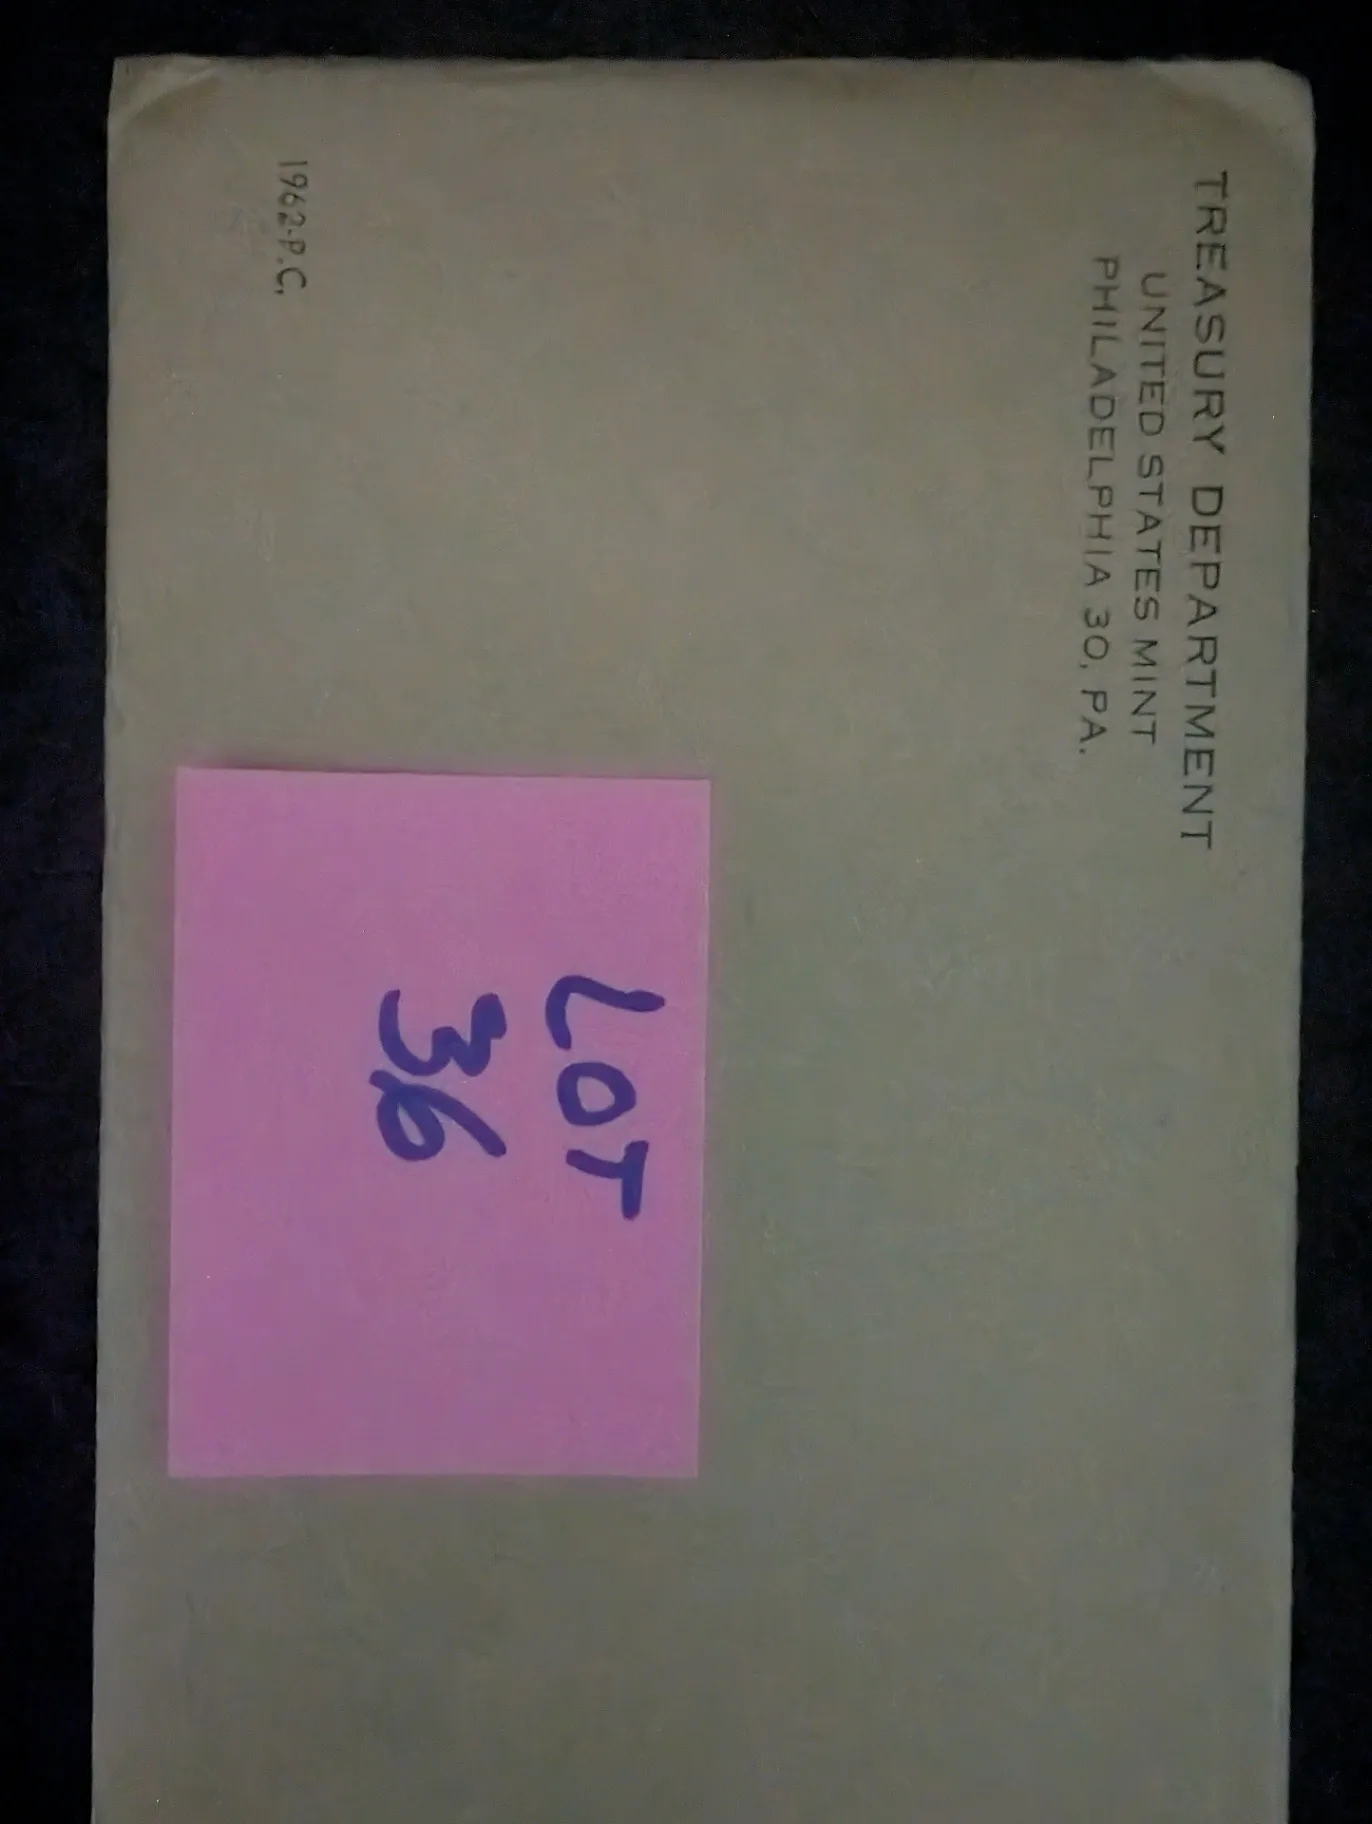 TREASURY DEPARTMENT
UNITED STATES MINT
PHILADELPHIA 30, PA.
LOT
36
1962-P.C.